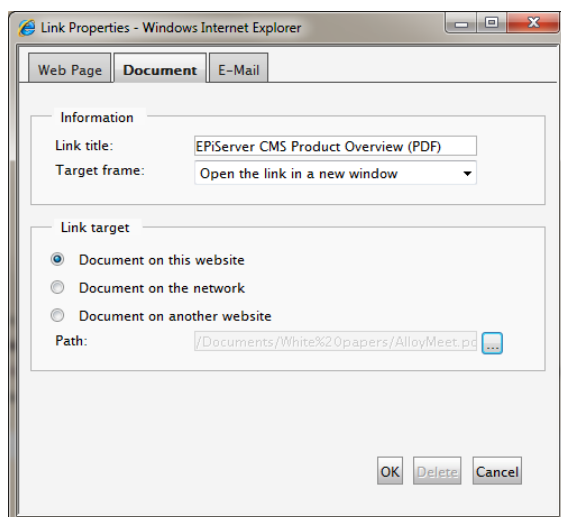 Link Properties - Windows Internet Explorer
Web Page Document E-Mail
Information
Link title: EPiServer CMS Product Overview (PDF)
Target frame: Open the link in a new window
Link target
Document on this website
Document on the network
Document on another website
Path: /Documents/White%20papers/AlloyMeet.pd ...
OK Delete Cancel